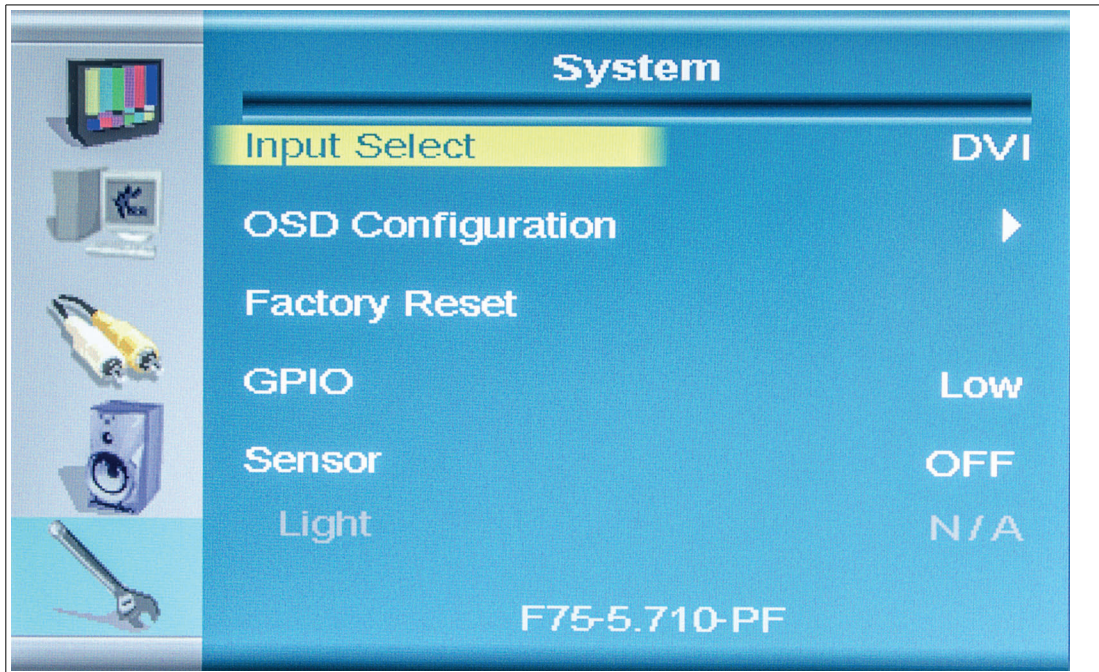 System
Input Select DVI
OSD Configuration
Factory Reset
GPIO Low
Sensor OFF
Light N/A
F75-5.710-PF